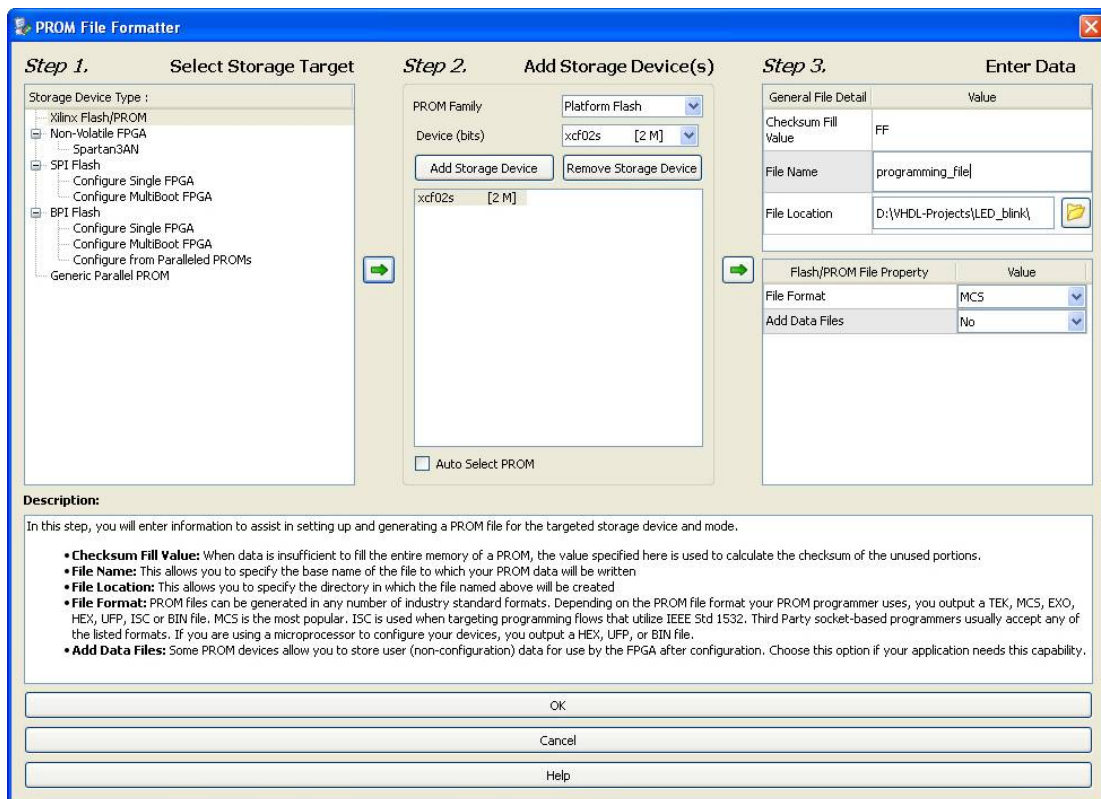 PROM File Formatter
Step 1. Select Storage Target
Storage Device Type :
Xilinx Flash/PROM
Non-Volatile FPGA
Spartan3AN
SPI Flash
Configure Single FPGA
Configure MultiBoot FPGA
BPI Flash
Configure Single FPGA
Configure MultiBoot FPGA
Configure from Paralleled PROMs
Generic Parallel PROM
Step 2. Add Storage Device(s)
PROM Family Platform Flash
Device (bits) xcf02s [2 M]
Add Storage Device Remove Storage Device
xcf02s [2 M]
Auto Select PROM
Step 3. Enter Data
General File Detail Value
Checksum Fill Value FF
File Name programming_file
File Location D:\VHDL-Projects\LED_blink\
Flash/PROM File Property Value
File Format MCS
Add Data Files No
Description:
In this step, you will enter information to assist in setting up and generating a PROM file for the targeted storage device and mode.
• Checksum Fill Value: When data is insufficient to fill the entire memory of a PROM, the value specified here is used to calculate the checksum of the unused portions.
• File Name: This allows you to specify the base name of the file to which your PROM data will be written
• File Location: This allows you to specify the directory in which the file named above will be created
• File Format: PROM files can be generated in any number of industry standard formats. Depending on the PROM file format your PROM programmer uses, you output a TEK, MCS, EXO,
HEX, UFP, ISC or BIN file. MCS is the most popular. ISC is used when targeting programming flows that utilize IEEE Std 1532. Third Party socket-based programmers usually accept any of
the listed formats. If you are using a microprocessor to configure your devices, you output a HEX, UFP, or BIN file.
• Add Data Files: Some PROM devices allow you to store user (non-configuration) data for use by the FPGA after configuration. Choose this option if your application needs this capability.
OK
Cancel
Help